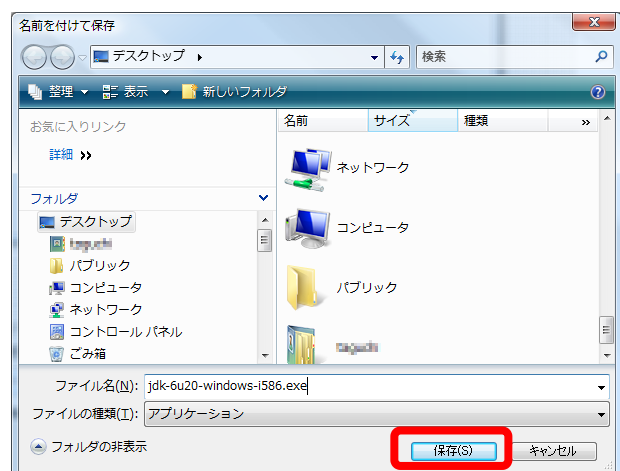 名前を付けて保存
デスクトップ
検索
整理 表示 新しいフォルダ
お気に入りリンク
詳細
フォルダ
デスクトップ
パブリック
コンピュータ
ネットワーク
コントロール パネル
ごみ箱
名前 サイズ 種類 »
ネットワーク
コンピュータ
パブリック
ファイル名(N): jdk-6u20-windows-i586.exe
ファイルの種類(T): アプリケーション
フォルダの非表示 保存(S) キャンセル